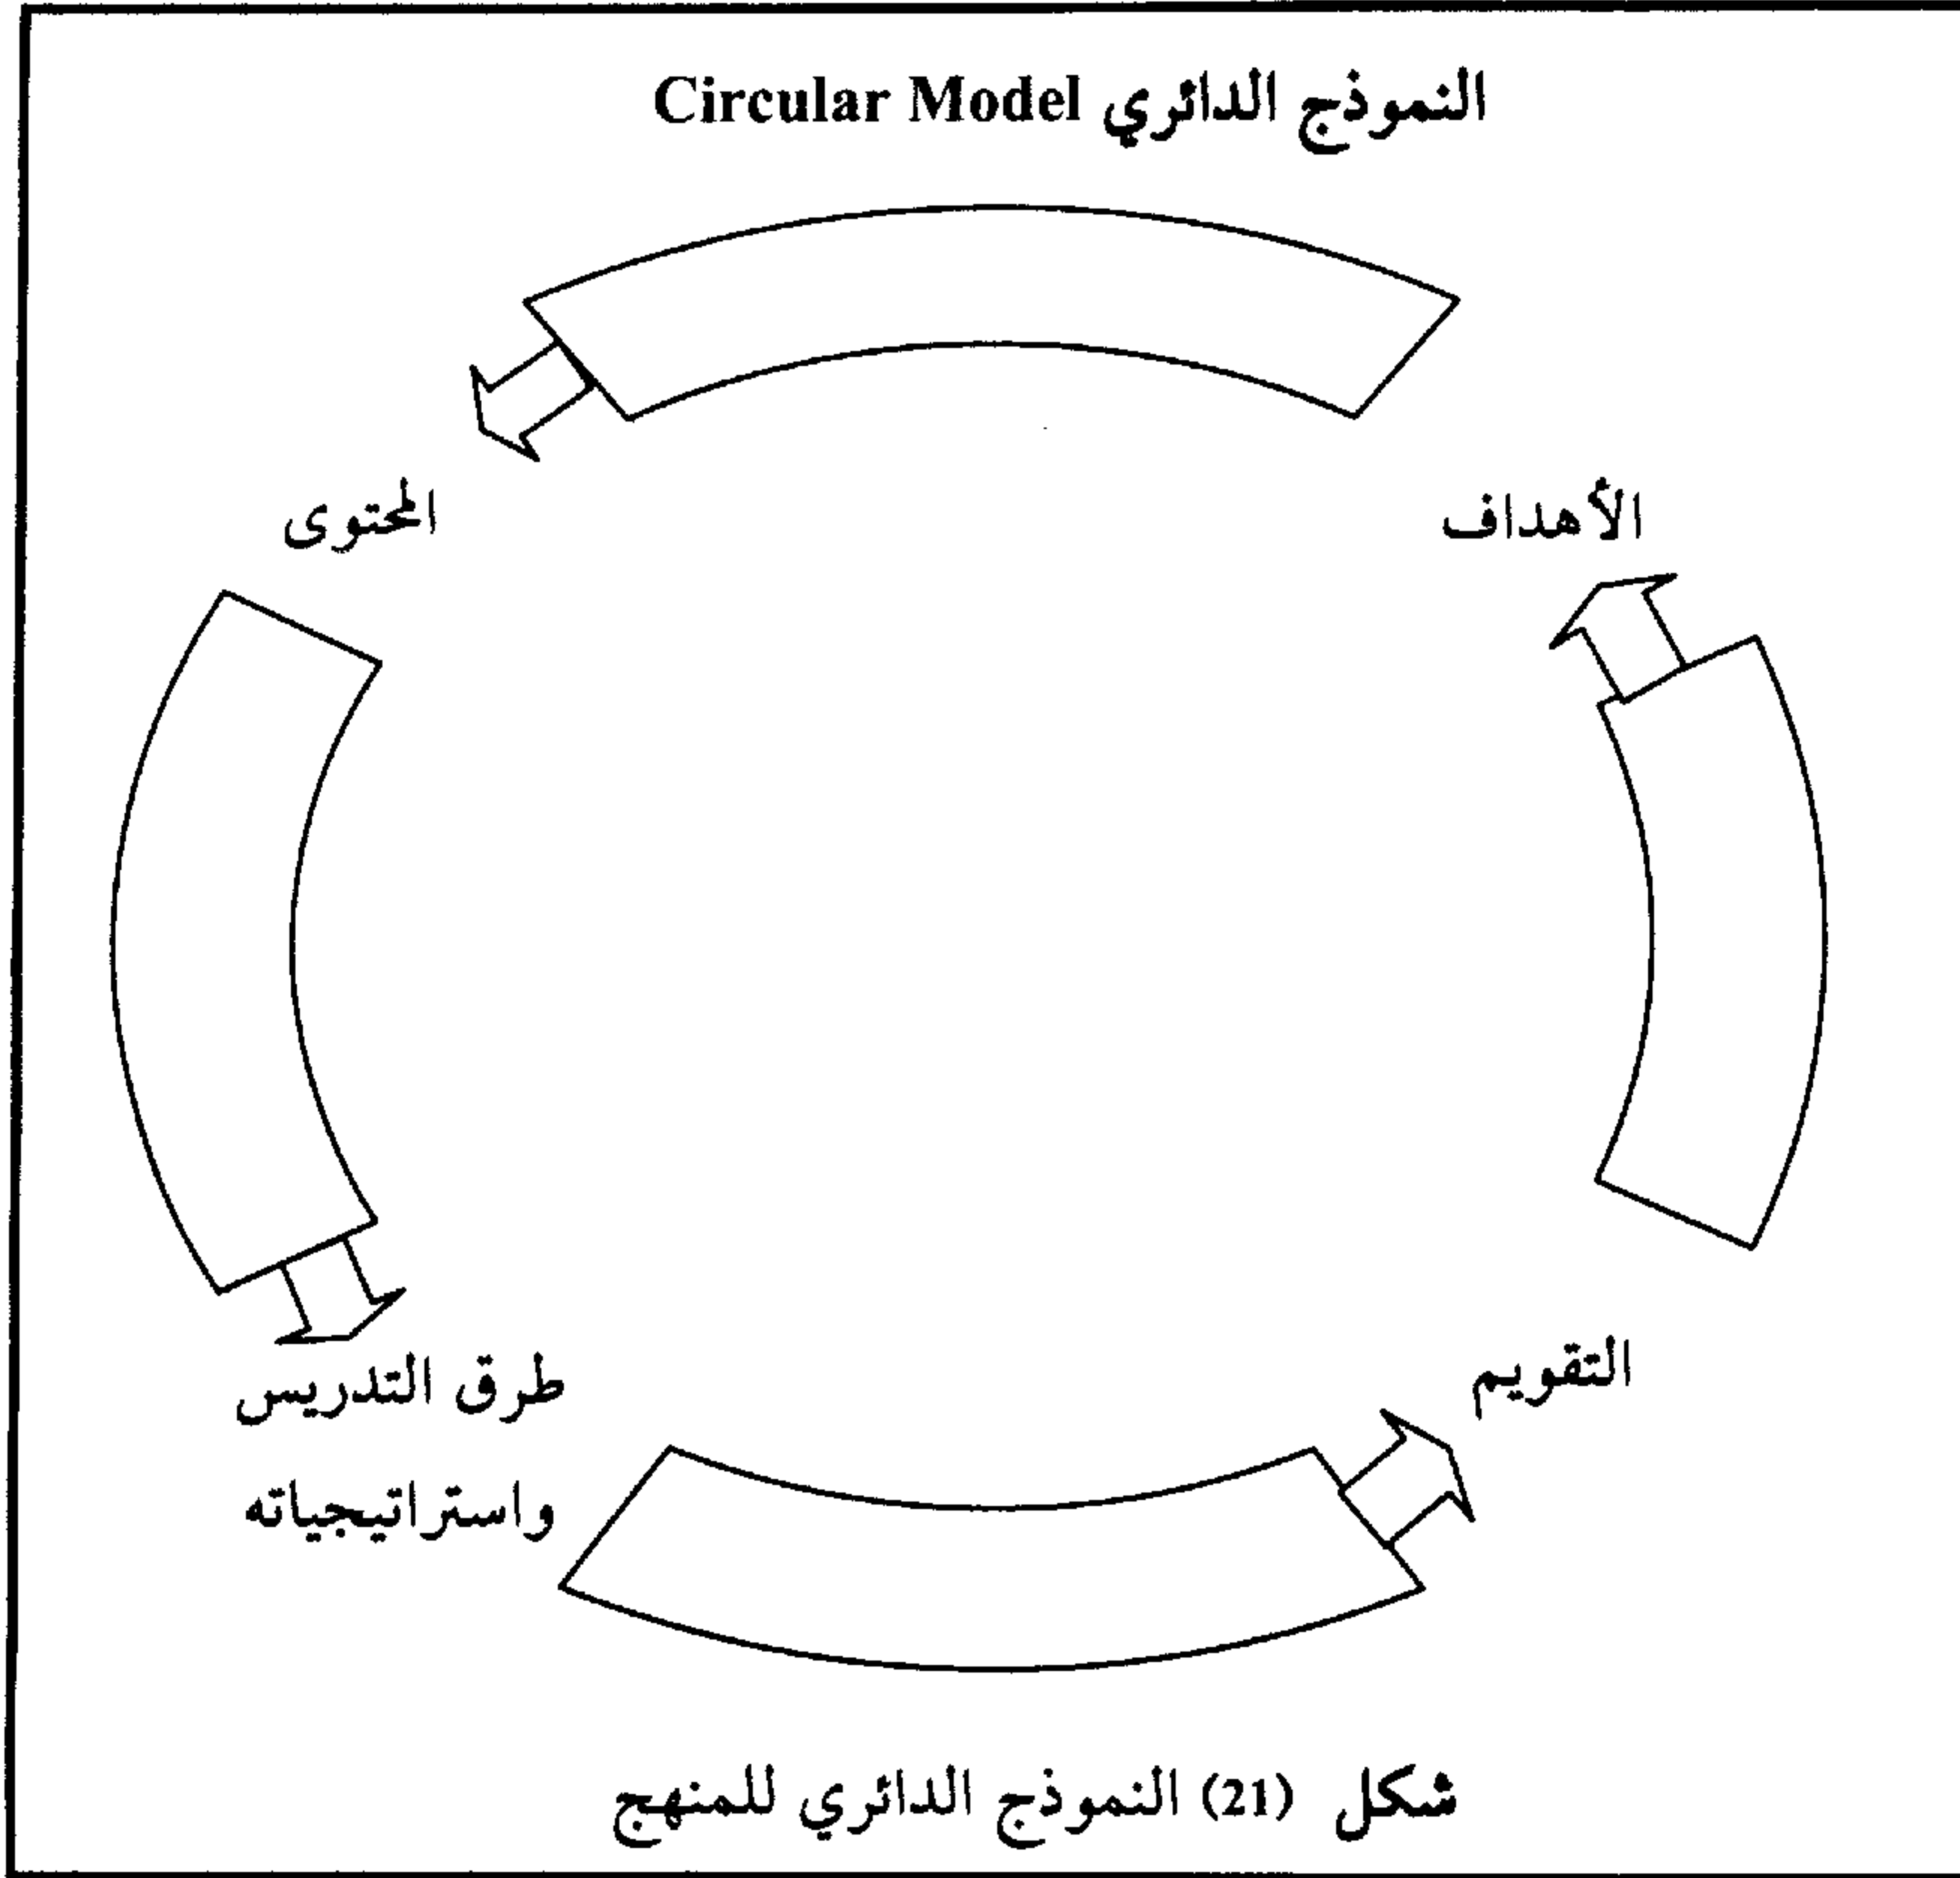 النموذج الدائري Circular Model
الأهداف
المحتوى
طرق التدريس
واستراتيجياته
التقويم
شكل (21) النموذج الدائري للمنهج